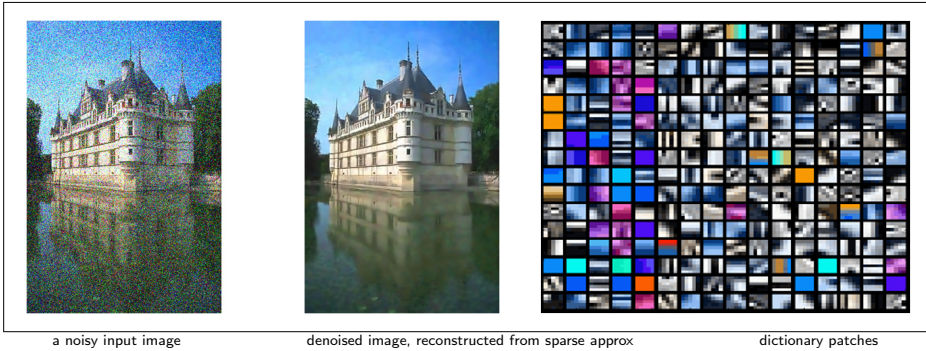 a noisy input image
denoised image, reconstructed from sparse approx
dictionary patches